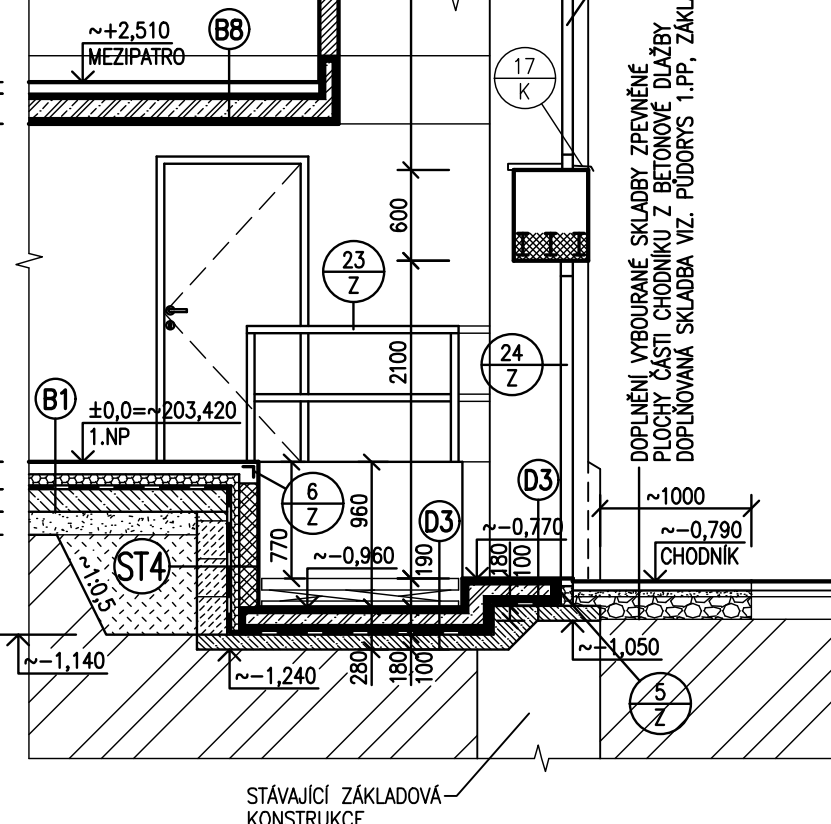 ~+2,510
MEZIPATRO
B8
17
K
600
23
Z
2100
24
Z
B1
±0,0=~203,420
1.NP
6
Z
770
960
D3
190
~-0,960
D3
~-0,770
180
100
~1000
~-0,790
CHODNÍK
ST4
~1:0,5
~-1,140
~-1,240
280
180
100
~-1,050
5
Z
STÁVAJÍCÍ ZÁKLADOVÁ
KONSTRUKCE
DOPLNĚNÍ VYBOURANÉ SKLADBY ZPEVNĚNÉ
PLOCHY ČÁSTI CHODNÍKU Z BETONOVÉ DLAŽBY
DOPLŇOVANÁ SKLADBA VIZ. PŮDORYS 1.PP, ZÁKL